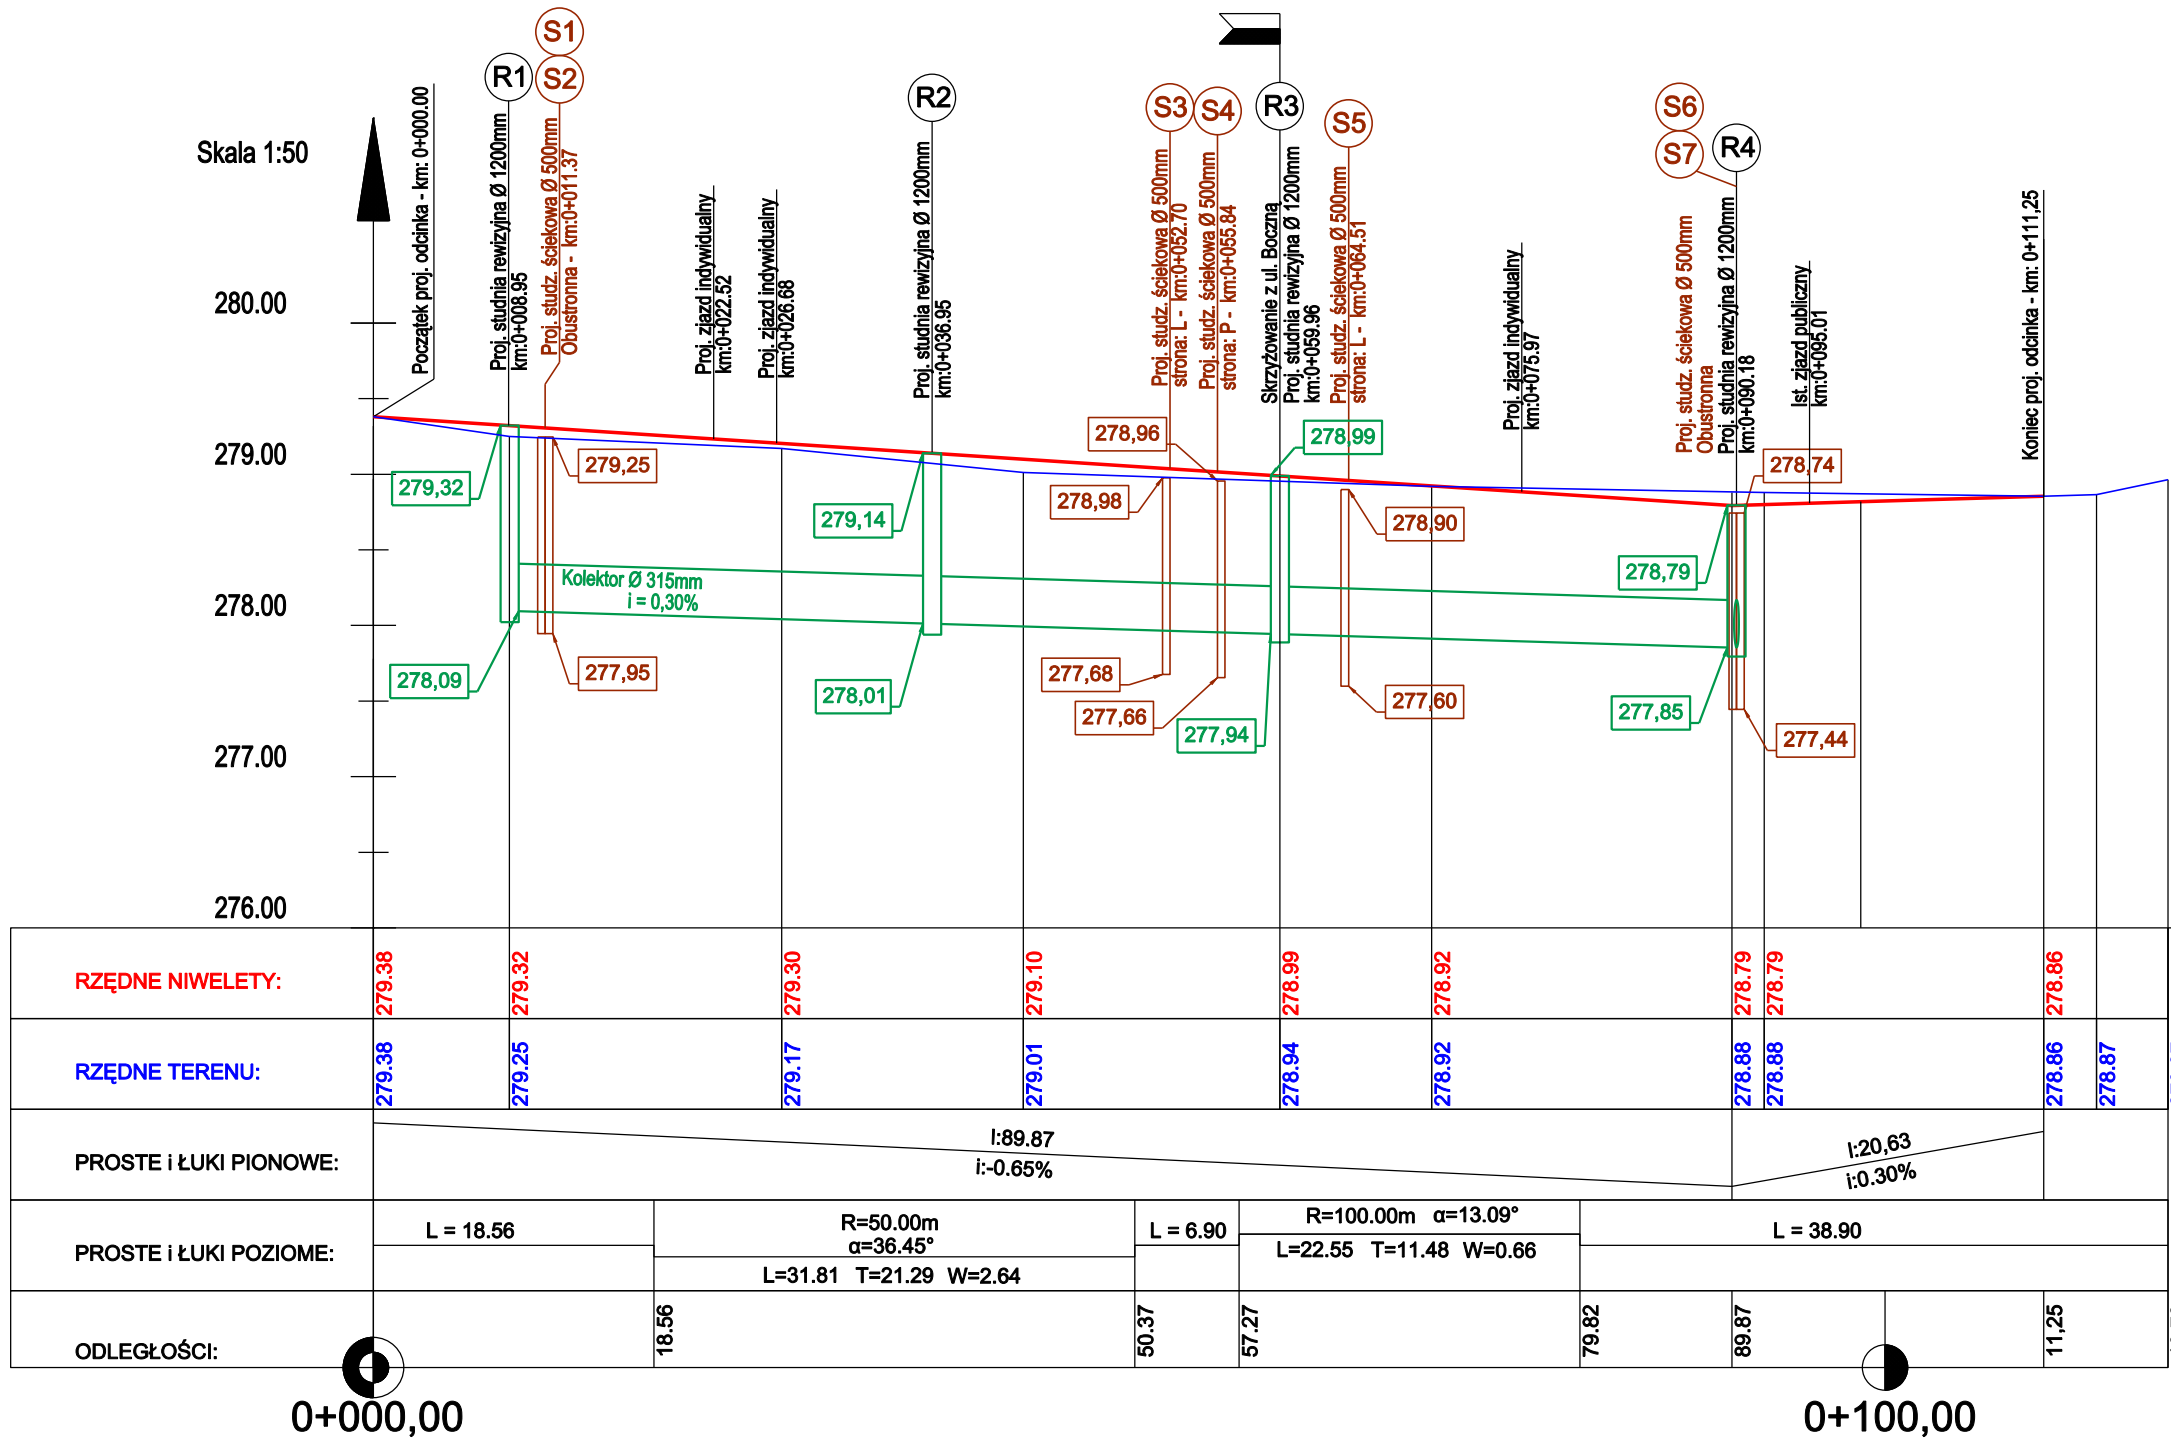 Skala 1:50
280.00
279.00
278.00
277.00
276.00
Początek proj. odcinka - km: 0+000.00
R1
Proj. studnia rewizyjna Ø 1200mm
km:0+008.95
S1
S2
Proj. studz. ściekowa Ø 500mm
Obustronna - km:0+011.37
Proj. zjazd indywidualny
km:0+022.52
Proj. zjazd indywidualny
km:0+026.68
R2
Proj. studnia rewizyjna Ø 1200mm
km:0+036.95
S3
Proj. studz. ściekowa Ø 500mm
strona: L - km:0+052.70
S4
Proj. studz. ściekowa Ø 500mm
strona: P - km:0+055.84
R3
Skrzyżowanie z ul. Boczną
Proj. studnia rewizyjna Ø 1200mm
km:0+059.96
S5
Proj. studz. ściekowa Ø 500mm
strona: L - km:0+064.51
Proj. zjazd indywidualny
km:0+075.97
S6
S7
Proj. studz. ściekowa Ø 500mm
Obustronna
R4
Proj. studnia rewizyjna Ø 1200mm
km:0+090.18
Ist. zjazd publiczny
km:0+095.01
Koniec proj. odcinka - km: 0+111,25
279,32
279,25
279,14
278,96
278,98
278,99
278,90
278,79
278,74
Kolektor Ø 315mm
i = 0,30%
278,09
277,95
278,01
277,68
277,66
277,94
277,60
277,85
277,44
RZĘDNE NIWELETY:
279.38
279.32
279.30
279.10
278.99
278.92
278.79
278.79
278.86
RZĘDNE TERENU:
279.38
279.25
279.17
279.01
278.94
278.92
278.88
278.88
278.86
278.87
PROSTE i ŁUKI PIONOWE:
l:89.87
i:-0.65%
l:20,63
i:0.30%
PROSTE i ŁUKI POZIOME:
L = 18.56
R=50.00m
α=36.45°
L=31.81 T=21.29 W=2.64
L = 6.90
R=100.00m α=13.09°
L=22.55 T=11.48 W=0.66
L = 38.90
ODLEGŁOŚCI:
18.56
50.37
57.27
79.82
89.87
11,25
0+000,00
0+100,00